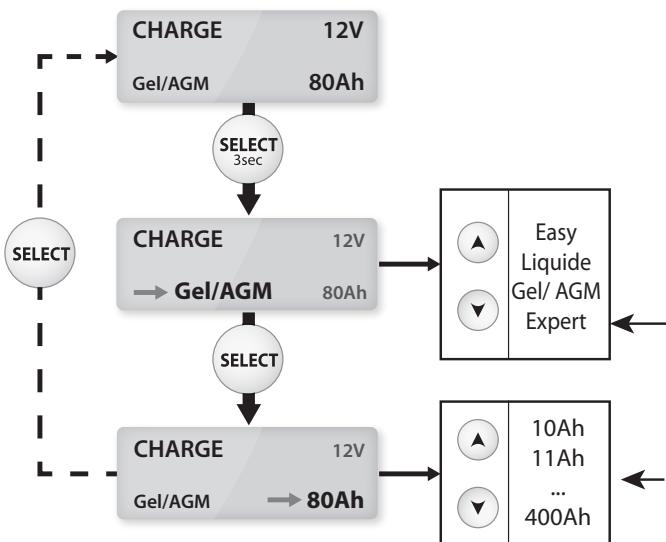 CHARGE 12V
Gel/AGM 80Ah
SELECT
3sec
SELECT
CHARGE 12V
Gel/AGM 80Ah
Easy
Liquide
Gel/ AGM
Expert
SELECT
CHARGE 12V
Gel/AGM 80Ah
10Ah
11Ah
...
400Ah